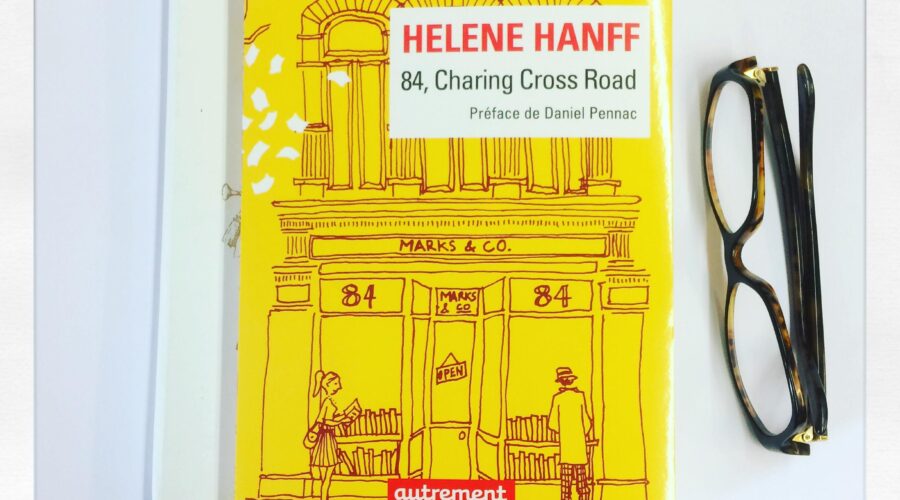 HELENE HANFF
84, Charing Cross Road
Préface de Daniel Pennac
MARKS & CO.
84
MARKS
& CO
84
OPEN
autrement